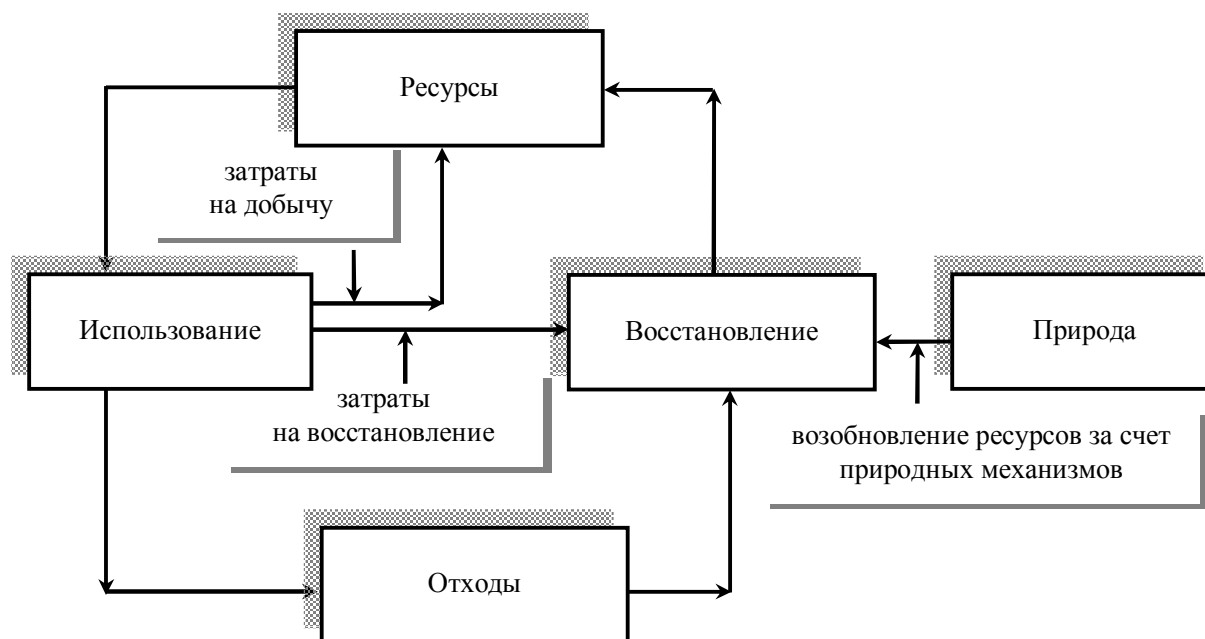 Ресурсы
затраты
на добычу
Использование
Восстановление
Природа
затраты
на восстановление
возобновление ресурсов за счет
природных механизмов
Отходы